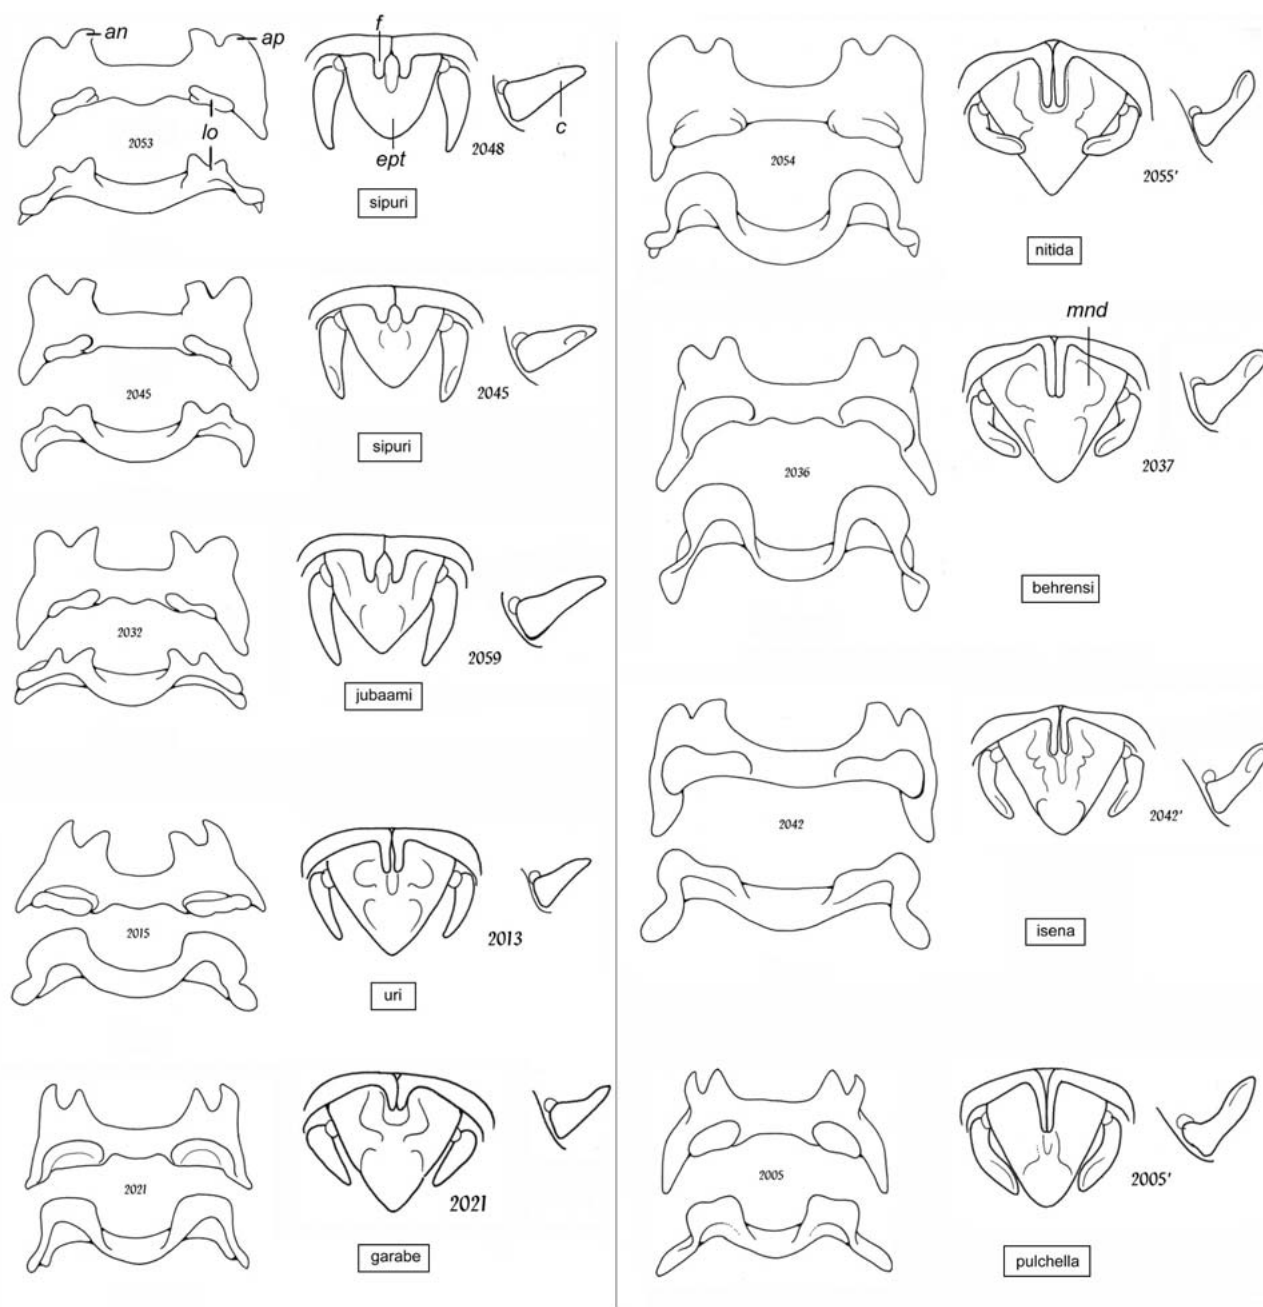 an
ap
f
lo
2053
c
ept
2048
sipuri
2045
2045
sipuri
2032
2059
jubaami
2015
2013
uri
2021
2021
garabe
2054
2055'
nitida
mnd
2036
2037
behrensi
2042
2042'
isena
2005
2005'
pulchella